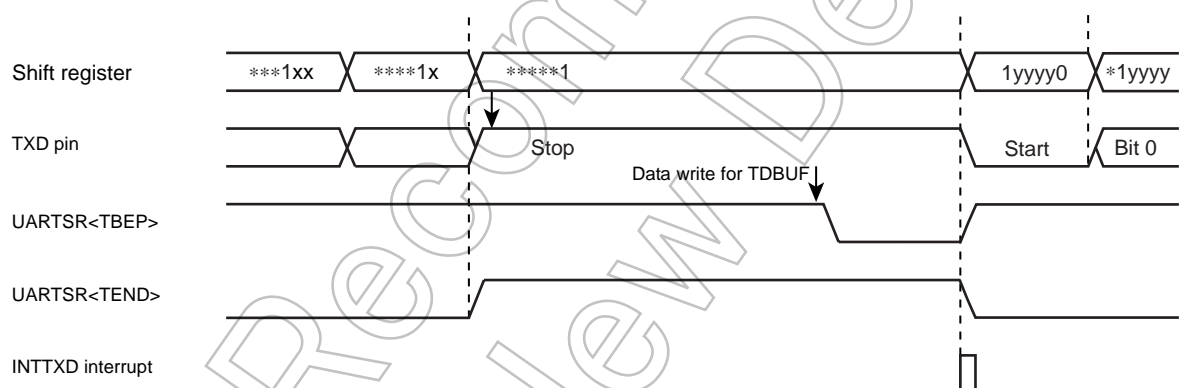 Shift register ***1xx ****1x *****1 1yyyy0 *1yyyy
TXD pin Stop Start Bit 0
Data write for TDBUF
UARTSR<TBEP>
UARTSR<TEND>
INTTXD interrupt